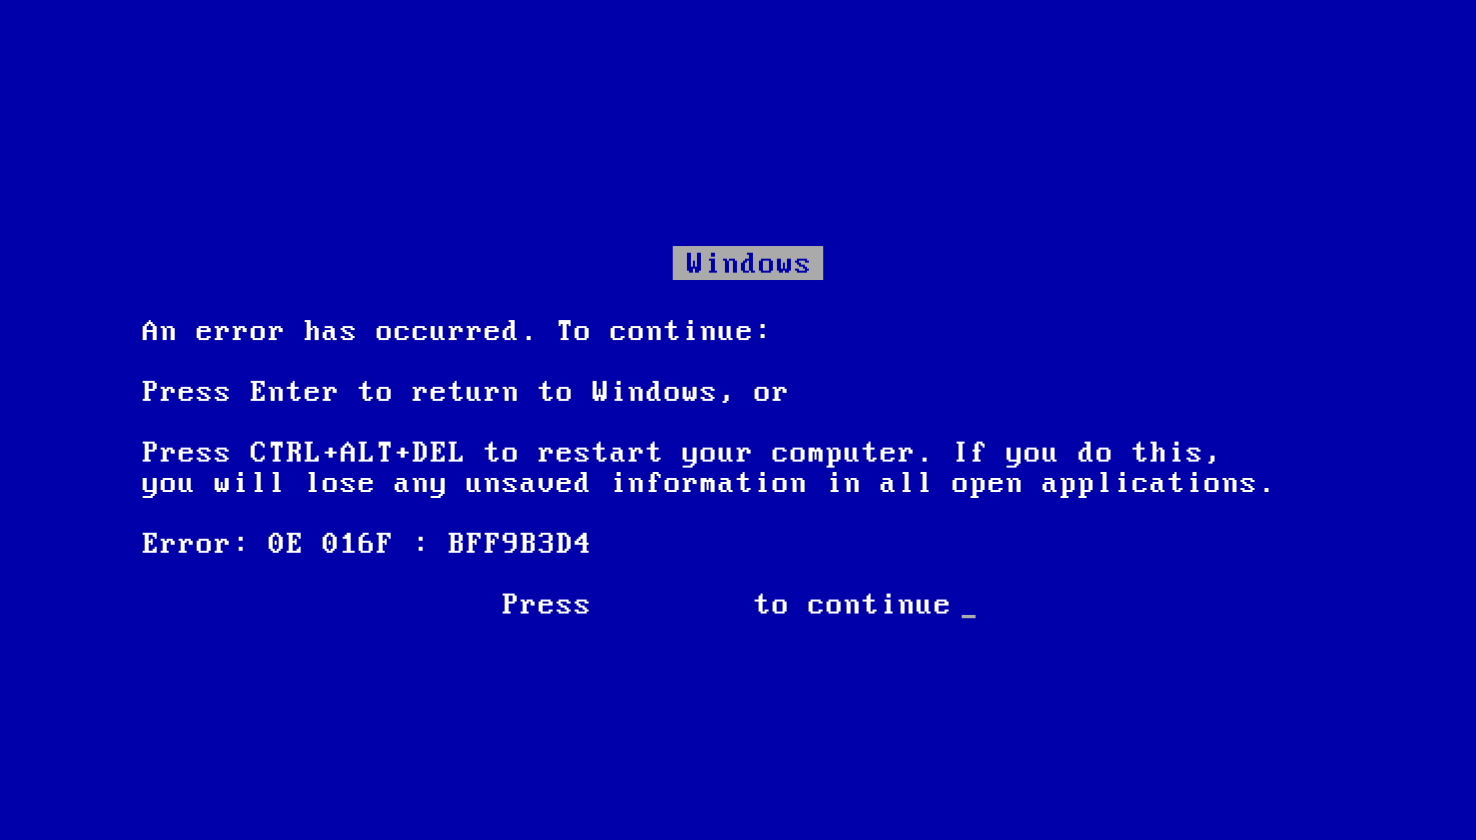 Windows
An error has occurred. To continue:
Press Enter to return to Windows, or
Press CTRL+ALT+DEL to restart your computer. If you do this,
you will lose any unsaved information in all open applications.
Error: 0E 016F : BFF9B3D4
Press to continue _